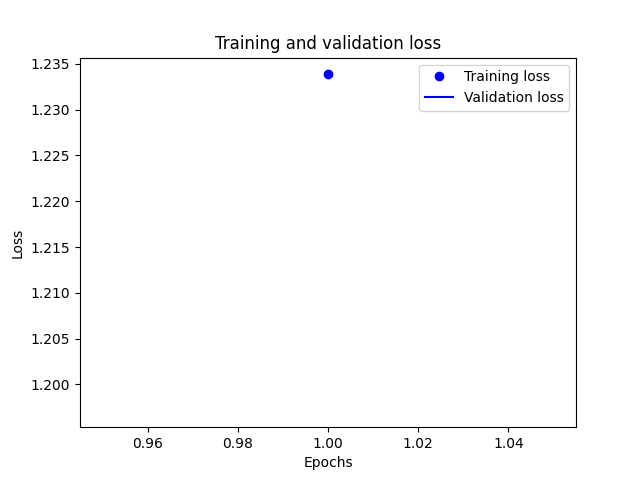 Training and validation loss
1.235
1.230
1.225
1.220
1.215
1.210
1.205
1.200
Loss
Training loss
Validation loss
0.96 0.98 1.00 1.02 1.04
Epochs